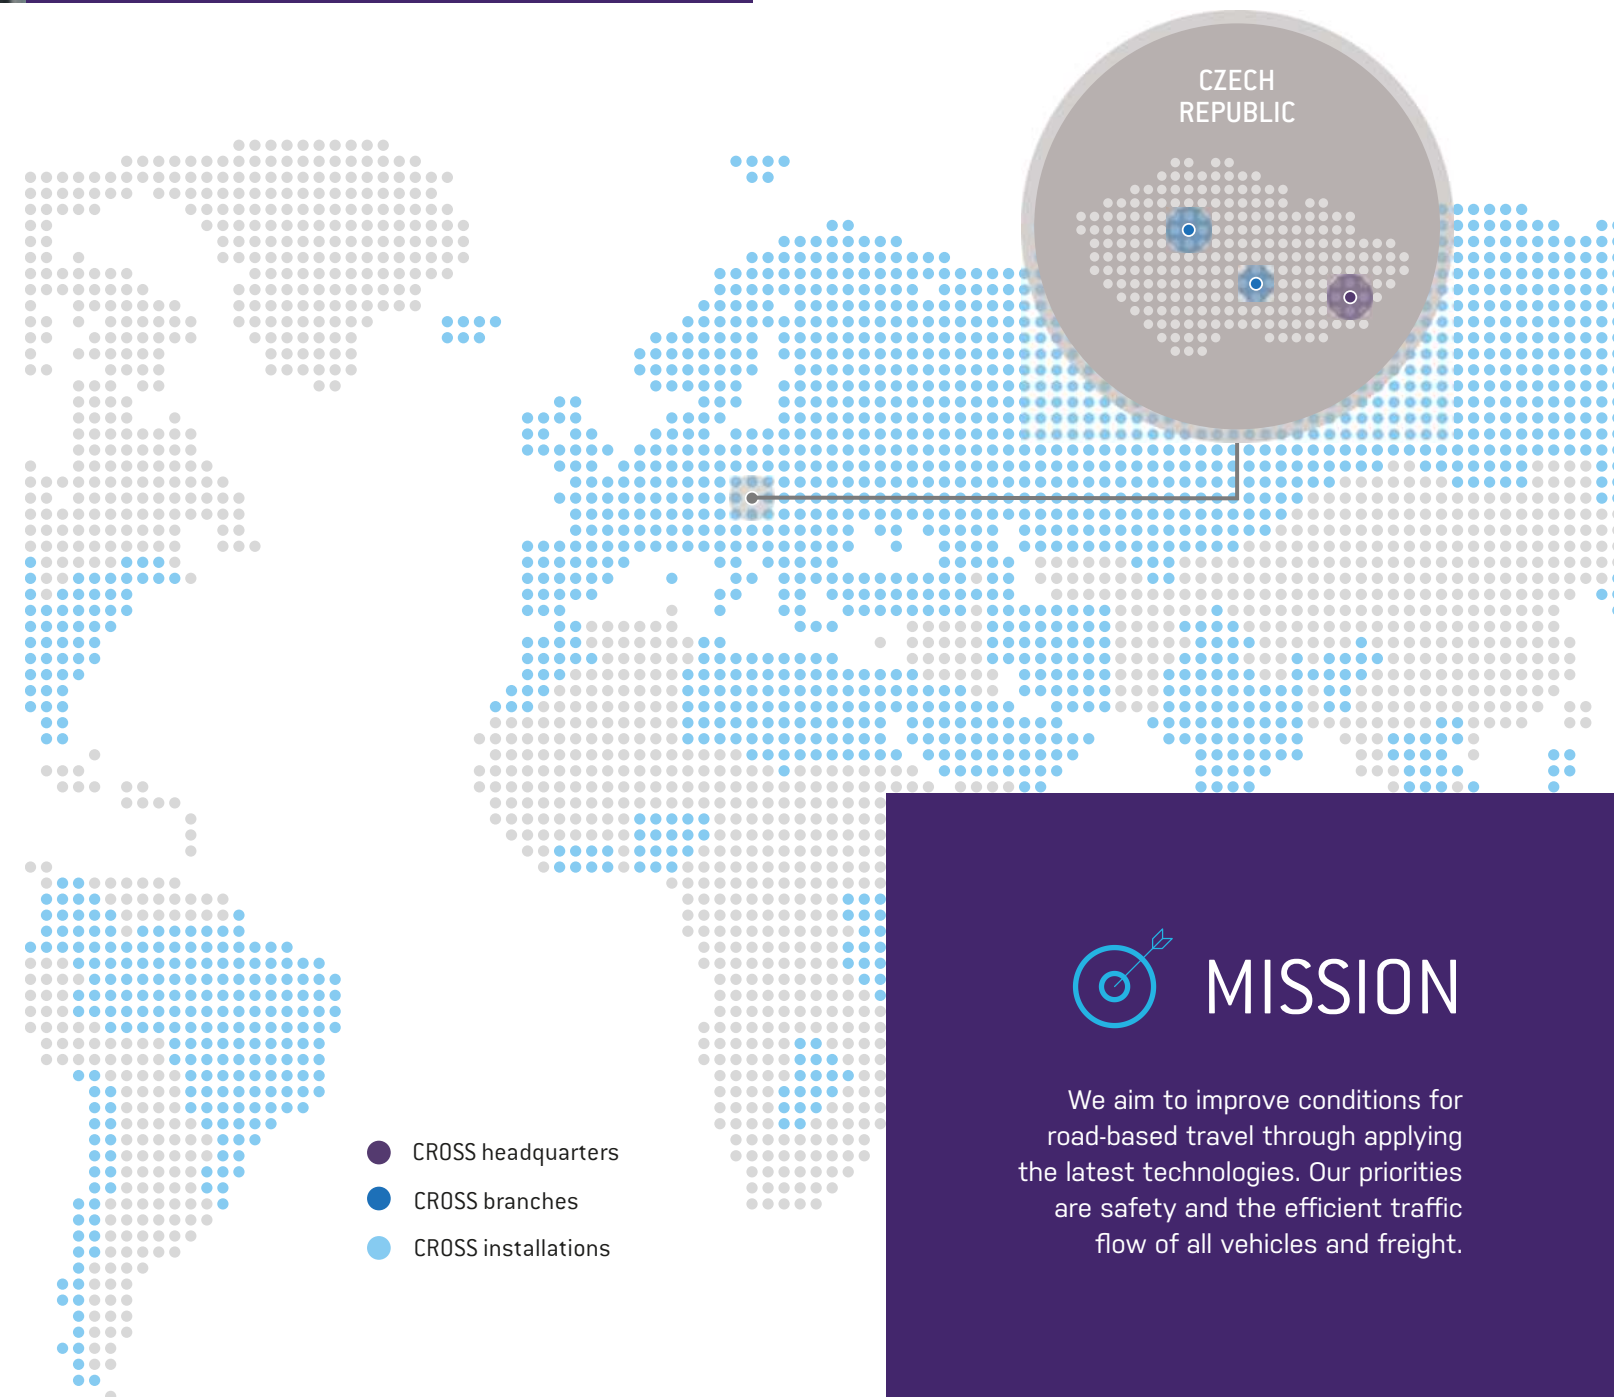 CZECH
REPUBLIC
CROSS headquarters
CROSS branches
CROSS installations
MISSION
We aim to improve conditions for
road-based travel through applying
the latest technologies. Our priorities
are safety and the efficient traffic
flow of all vehicles and freight.